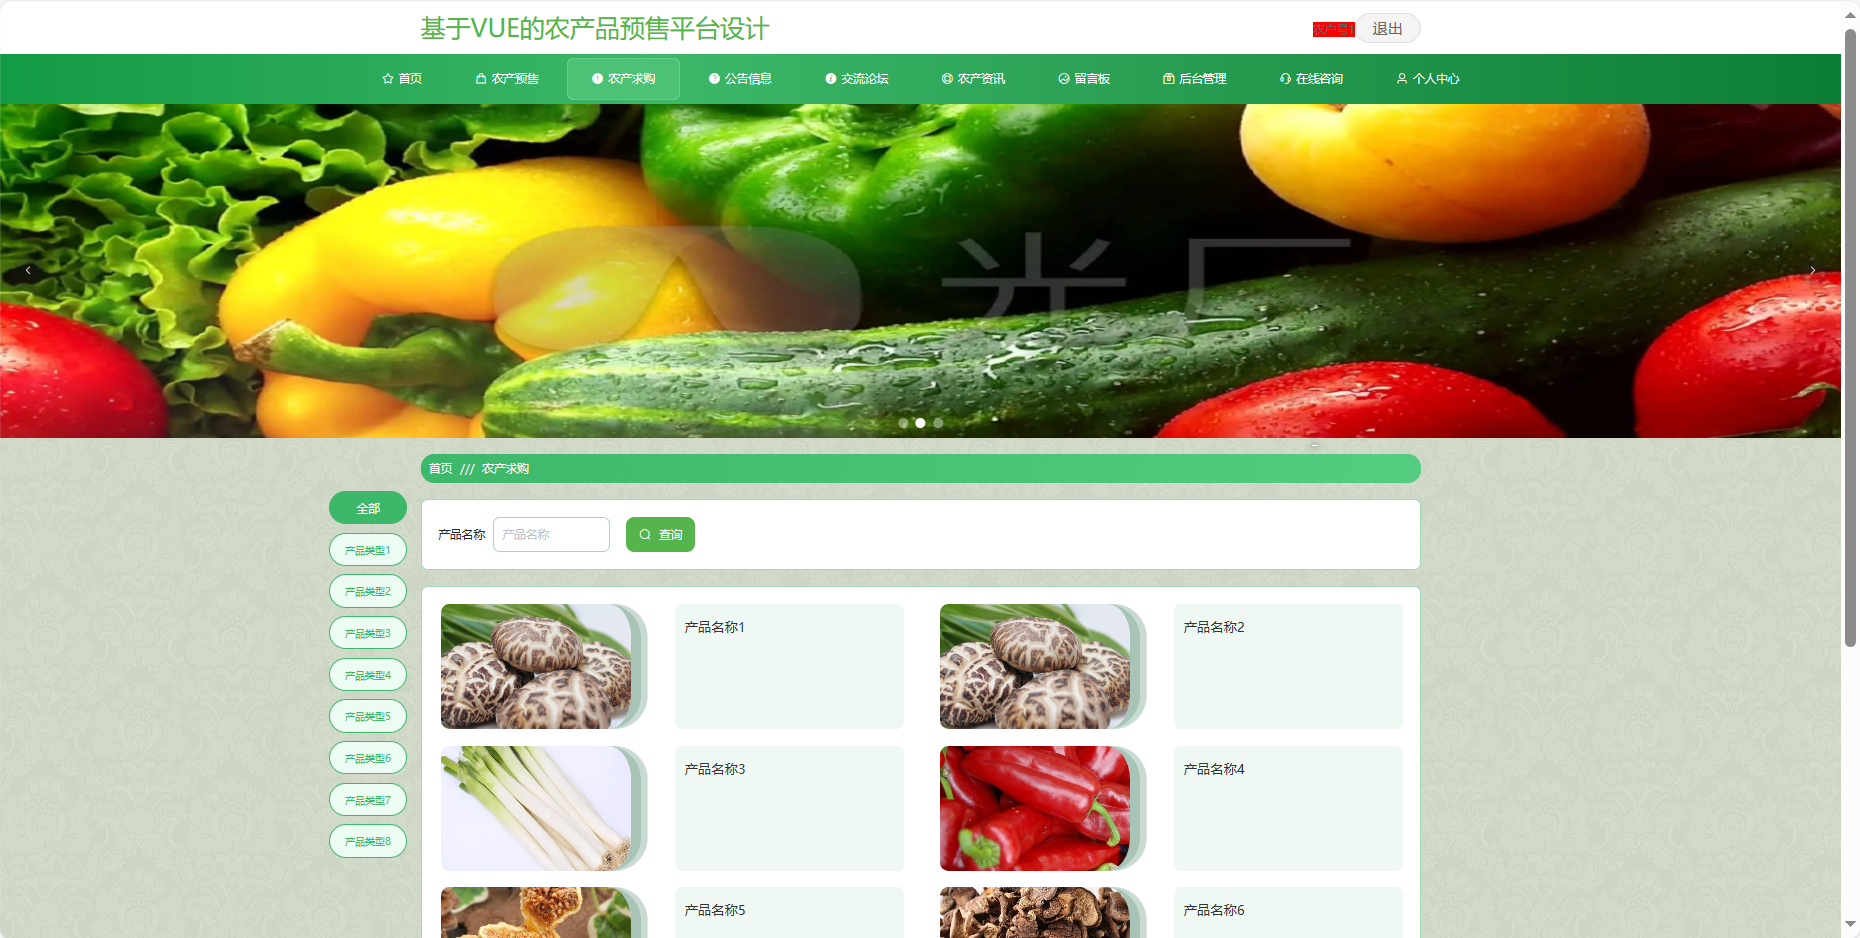 基于VUE的农产品预售平台设计
农户号1
退出
首页 农产预售 农产求购 公告信息 交流论坛 农产资讯 留言板 后台管理 在线咨询 个人中心
光厂
首页 /// 农产求购
全部
产品类型1
产品类型2
产品类型3
产品类型4
产品类型5
产品类型6
产品类型7
产品类型8
产品名称 产品名称 查询
产品名称1
产品名称2
产品名称3
产品名称4
产品名称5
产品名称6